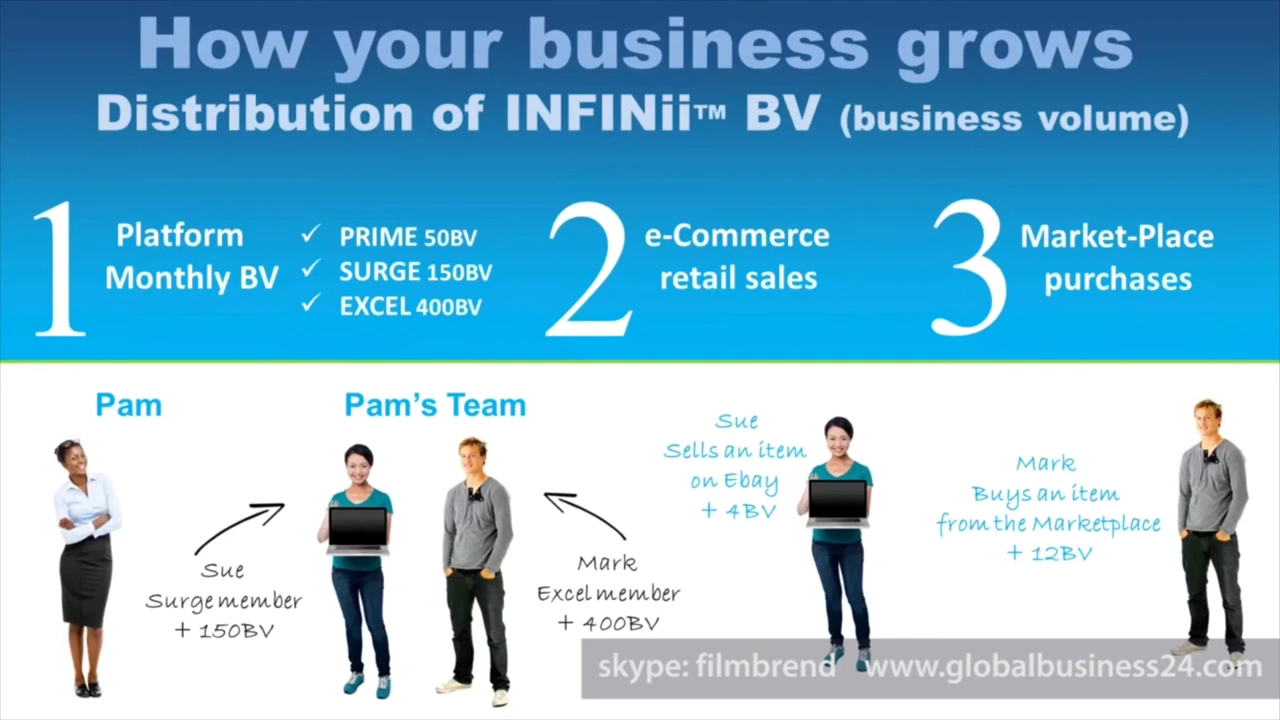 How your business grows
Distribution of INFINii™ BV (business volume)
1
Platform
Monthly BV
✓ PRIME 50BV
✓ SURGE 150BV
✓ EXCEL 400BV
2
e-Commerce
retail sales
3
Market-Place
purchases
Pam
Pam's Team
Sue
Surge member
+ 150BV
Mark
Excel member
+ 400BV
Sue
Sells an item
on Ebay
+ 4BV
Mark
Buys an item
from the Marketplace
+ 12BV
skype: filmbrend www.globalbusiness24.com